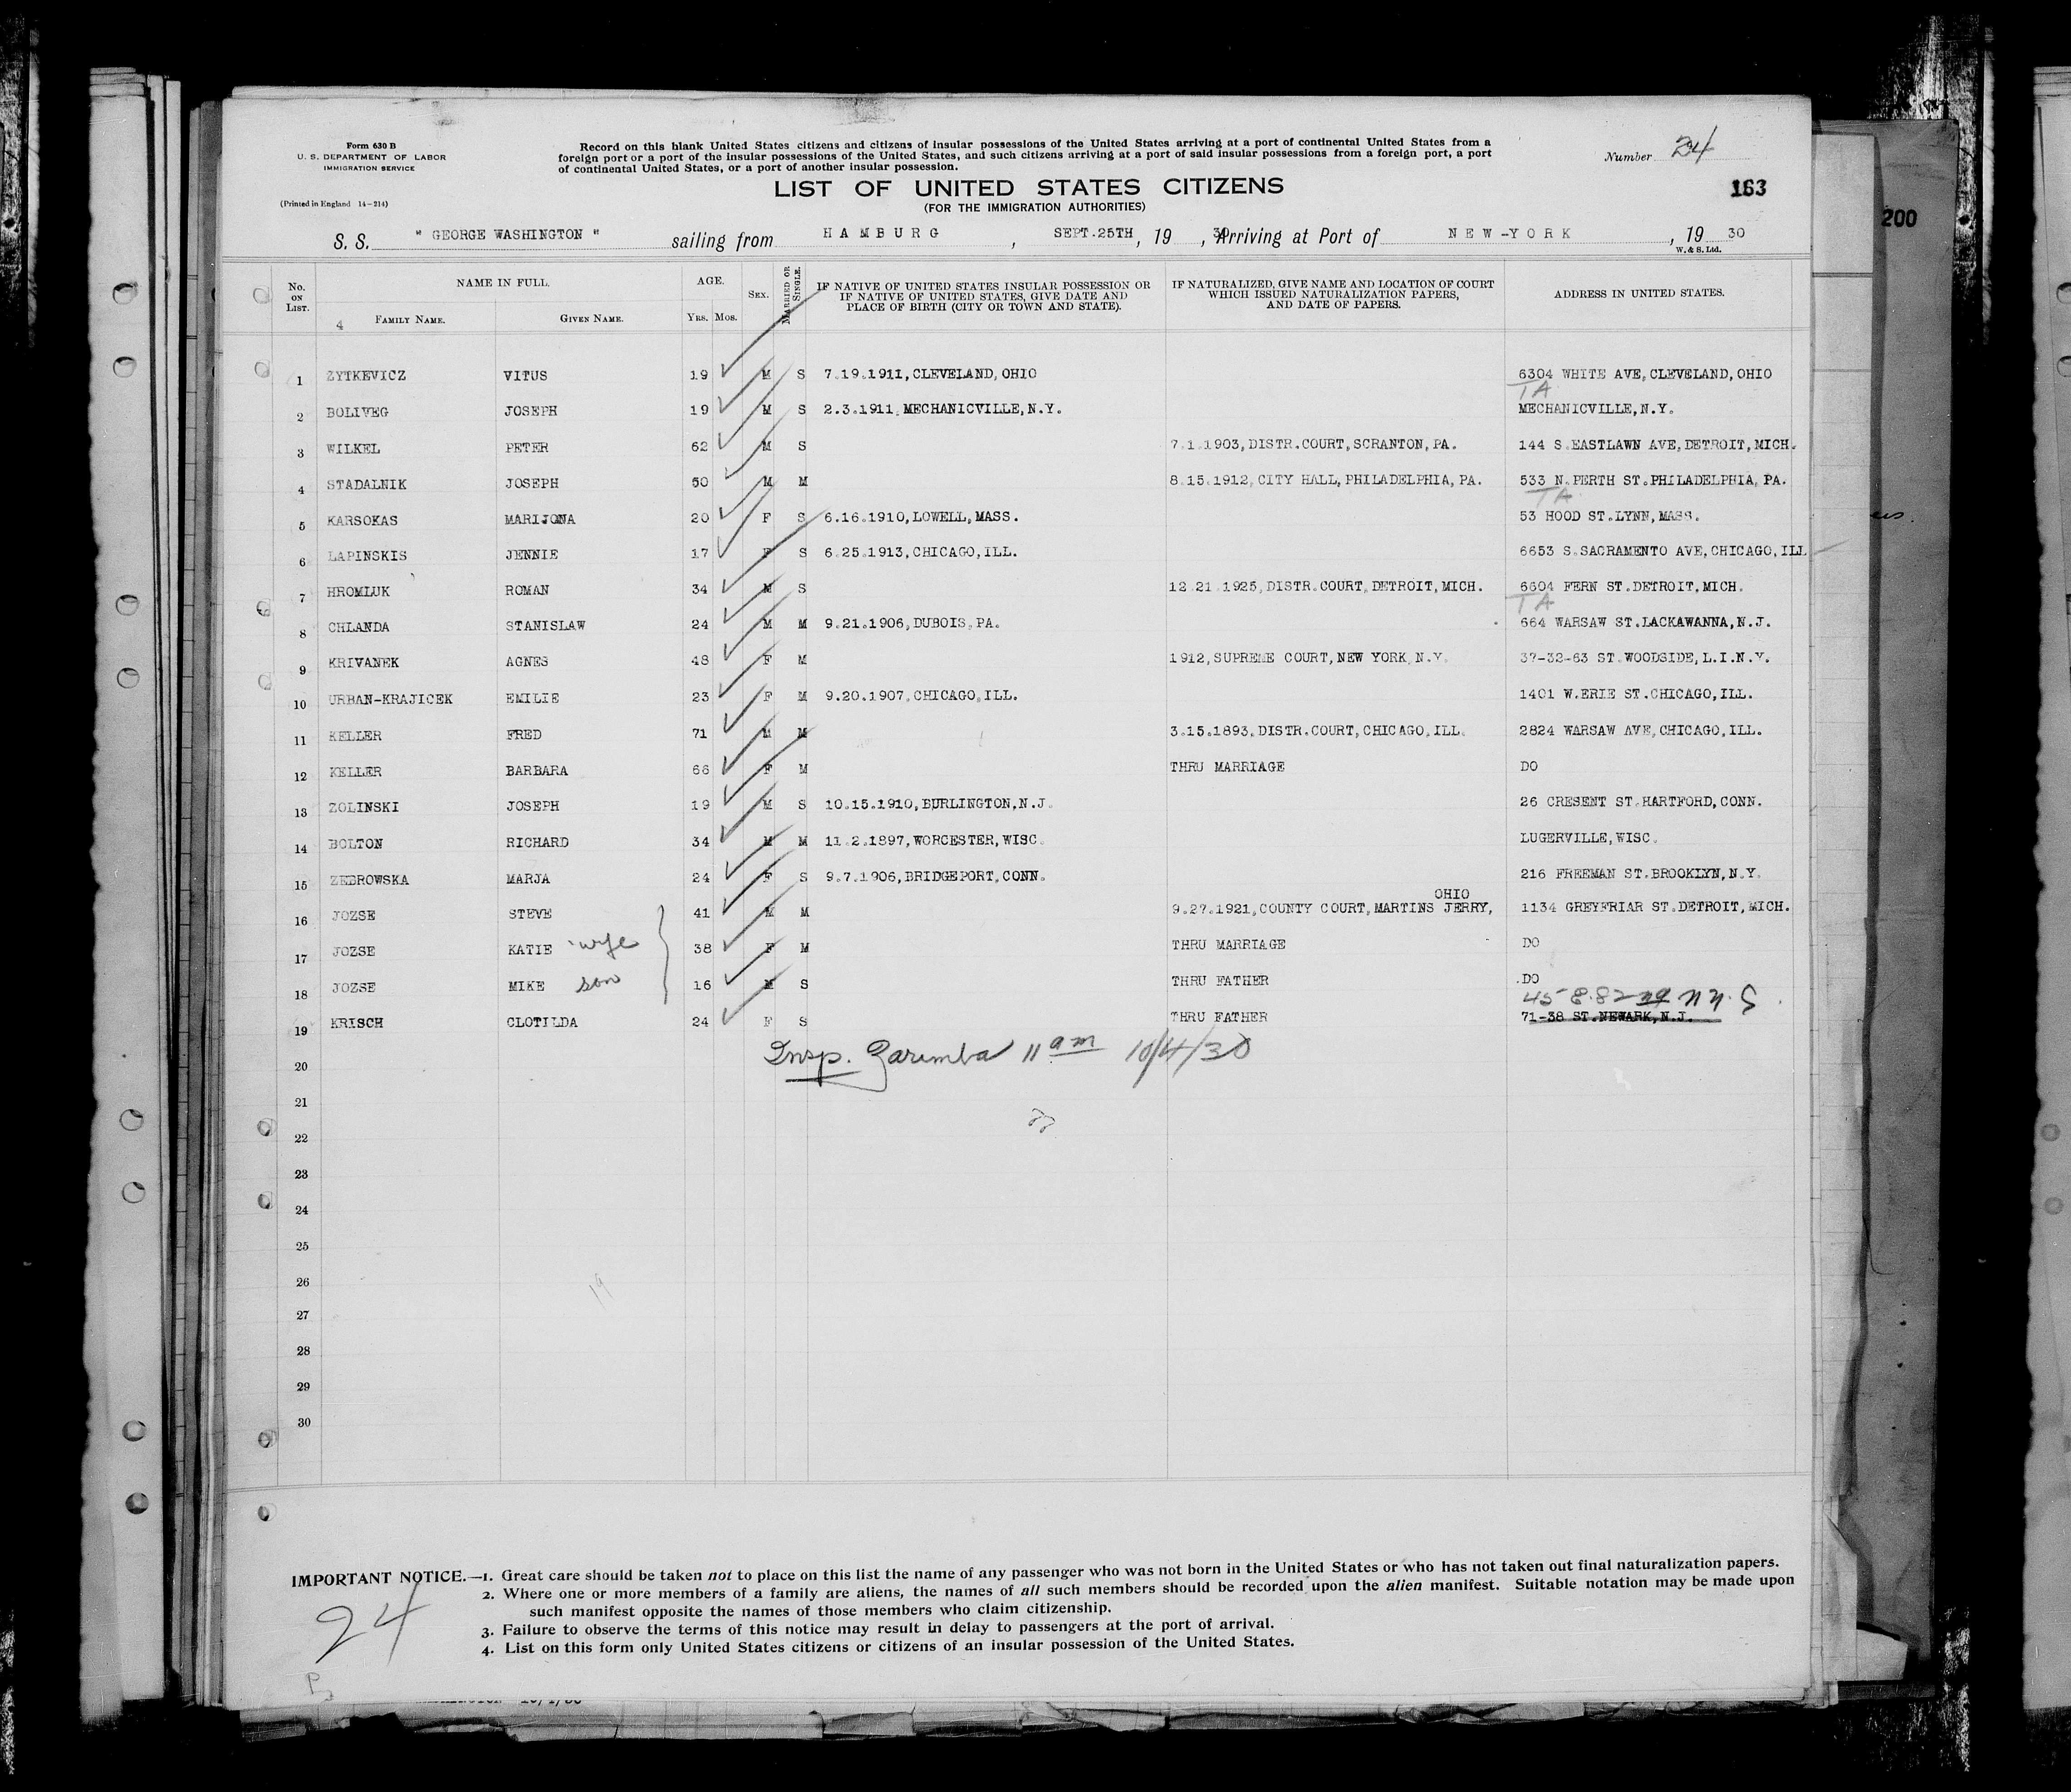 Form 630 B
U. S. DEPARTMENT OF LABOR
IMMIGRATION SERVICE
(Printed in England 14-214)
Record on this blank United States citizens and citizens of insular possessions of the United States arriving at a port of continental United States from a
foreign port or a port of the insular possessions of the United States, and such citizens arriving at a port of said insular possessions from a foreign port, a port
of continental United States, or a port of another insular possession.
Number 24
LIST OF UNITED STATES CITIZENS
(FOR THE IMMIGRATION AUTHORITIES)
163
200
S. S. " GEORGE WASHINGTON " sailing from HAMBURG, SEPT.25TH, 19 30, Arriving at Port of NEW-YORK, 19 30
W. & S. Ltd.
No. ON LIST. NAME IN FULL. AGE. SEX. MARRIED OR SINGLE. IF NATIVE OF UNITED STATES INSULAR POSSESSION OR IF NATIVE OF UNITED STATES, GIVE DATE AND PLACE OF BIRTH (CITY OR TOWN AND STATE). IF NATURALIZED, GIVE NAME AND LOCATION OF COURT WHICH ISSUED NATURALIZATION PAPERS, AND DATE OF PAPERS. ADDRESS IN UNITED STATES.
4 FAMILY NAME. GIVEN NAME. YRS. MOS.
1 ZYTKEVICZ VITUS 19 M S 7.19.1911, CLEVELAND, OHIO 6304 WHITE AVE, CLEVELAND, OHIO
TA
2 BOLIVEG JOSEPH 19 M S 2.3.1911, MECHANICVILLE, N.Y. MECHANICVILLE, N.Y.
3 WILKEL PETER 62 M S 7.1.1903, DISTR.COURT, SCRANTON, PA. 144 S.EASTLAWN AVE, DETROIT, MICH.
4 STADALNIK JOSEPH 50 M M 8.15.1912, CITY HALL, PHILADELPHIA, PA. 533 N.PERTH ST.PHILADELPHIA, PA.
TA
5 KARSOKAS MARIJONA 20 F S 6.16.1910, LOWELL, MASS. 53 HOOD ST.LYNN, MASS.
6 LAPINSKIS JENNIE 17 F S 6.25.1913, CHICAGO, ILL. 6653 S.SACRAMENTO AVE, CHICAGO, ILL
7 HROMLUK ROMAN 34 M S 12.21.1925, DISTR.COURT, DETROIT, MICH. 6604 FERN ST.DETROIT, MICH.
TA
8 CHLANDA STANISLAW 24 M M 9.21.1906, DUBOIS, PA. 664 WARSAW ST.LACKAWANNA, N.J.
9 KRIVANEK AGNES 48 F M 1912, SUPREME COURT, NEW YORK, N.Y. 37-32-63 ST.WOODSIDE, L.I.N.Y.
10 URBAN-KRAJICEK EMILIE 23 F M 9.20.1907, CHICAGO, ILL. 1401 W.ERIE ST.CHICAGO, ILL.
11 KELLER FRED 71 M M 3.15.1893, DISTR.COURT, CHICAGO, ILL. 2824 WARSAW AVE, CHICAGO, ILL.
12 KELLER BARBARA 66 F M THRU MARRIAGE DO
13 ZOLINSKI JOSEPH 19 M S 10.15.1910, BURLINGTON, N.J. 26 CRESENT ST.HARTFORD, CONN.
14 BOLTON RICHARD 34 M M 11.2.1897, WORCESTER, WISC. LUGERVILLE, WISC.
15 ZEBROWSKA MARJA 24 F S 9.7.1906, BRIDGEPORT, CONN. 216 FREEMAN ST.BROOKLYN, N.Y.
OHIO
16 JOZSE STEVE 41 M M 9.27.1921, COUNTY COURT, MARTINS JERRY, 1134 GREYFRIAR ST.DETROIT, MICH.
17 JOZSE KATIE wife 38 F M THRU MARRIAGE DO
18 JOZSE MIKE son 16 M S THRU FATHER DO
19 KRISCH CLOTILDA 24 F S THRU FATHER 71-38 ST.NEWARK, N.J.
Insp. 11 am 10/4/30
20
21
22
23
24
25
26
27
28
29
30
19
IMPORTANT NOTICE.—1. Great care should be taken not to place on this list the name of any passenger who was not born in the United States or who has not taken out final naturalization papers.
2. Where one or more members of a family are aliens, the names of all such members should be recorded upon the alien manifest. Suitable notation may be made upon
such manifest opposite the names of those members who claim citizenship.
3. Failure to observe the terms of this notice may result in delay to passengers at the port of arrival.
4. List on this form only United States citizens or citizens of an insular possession of the United States.
24